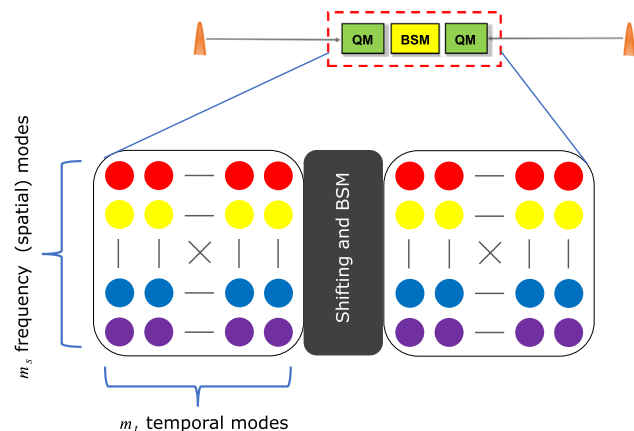 QM BSM QM
m_s frequency (spatial) modes
Shifting and BSM
m_t temporal modes